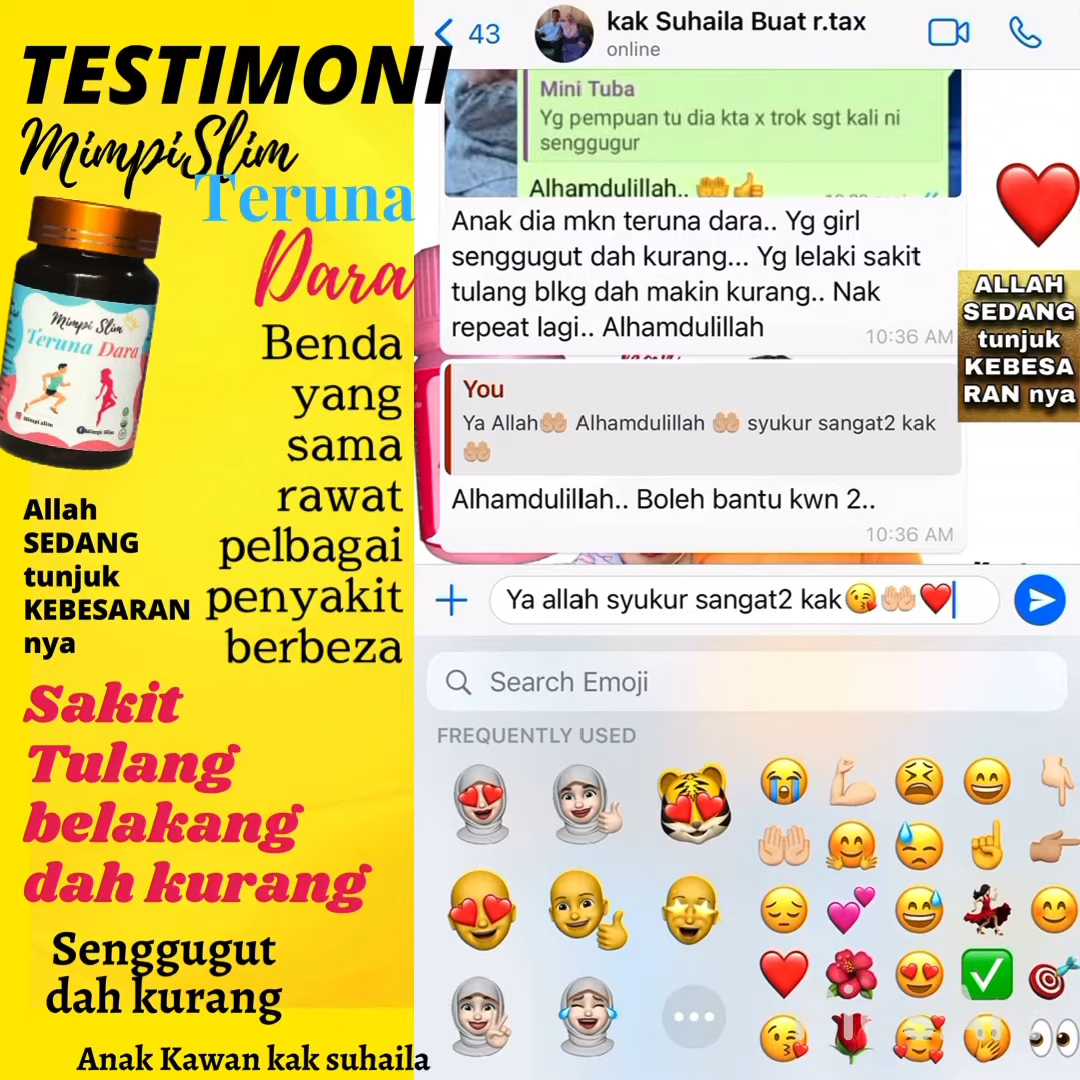 TESTIMONI
MimpiSlim
Teruna
Dara
Mimpi Slim
Teruna Dara
Mimpi.slim
Mimpi Slim
Benda
yang
sama
rawat
pelbagai
penyakit
berbeza
Allah
SEDANG
tunjuk
KEBESARAN
nya
Sakit
Tulang
belakang
dah kurang
Senggugut
dah kurang
Anak Kawan kak suhaila
43
kak Suhaila Buat r.tax
online
Mini Tuba
Yg pempuan tu dia kta x trok sgt kali ni
senggugur
Alhamdulillah.. 🤲🏼👍
Anak dia mkn teruna dara.. Yg girl
senggugut dah kurang... Yg lelaki sakit
tulang blkg dah makin kurang.. Nak
repeat lagi.. Alhamdulillah
10:36 AM
ALLAH
SEDANG
tunjuk
KEBESA
RAN nya
You
Ya Allah🤲🏼 Alhamdulillah 🤲🏼 syukur sangat2 kak
🤲🏼
Alhamdulillah.. Boleh bantu kwn 2..
10:36 AM
Ya allah syukur sangat2 kak😘🤲🏼❤️
Search Emoji
FREQUENTLY USED